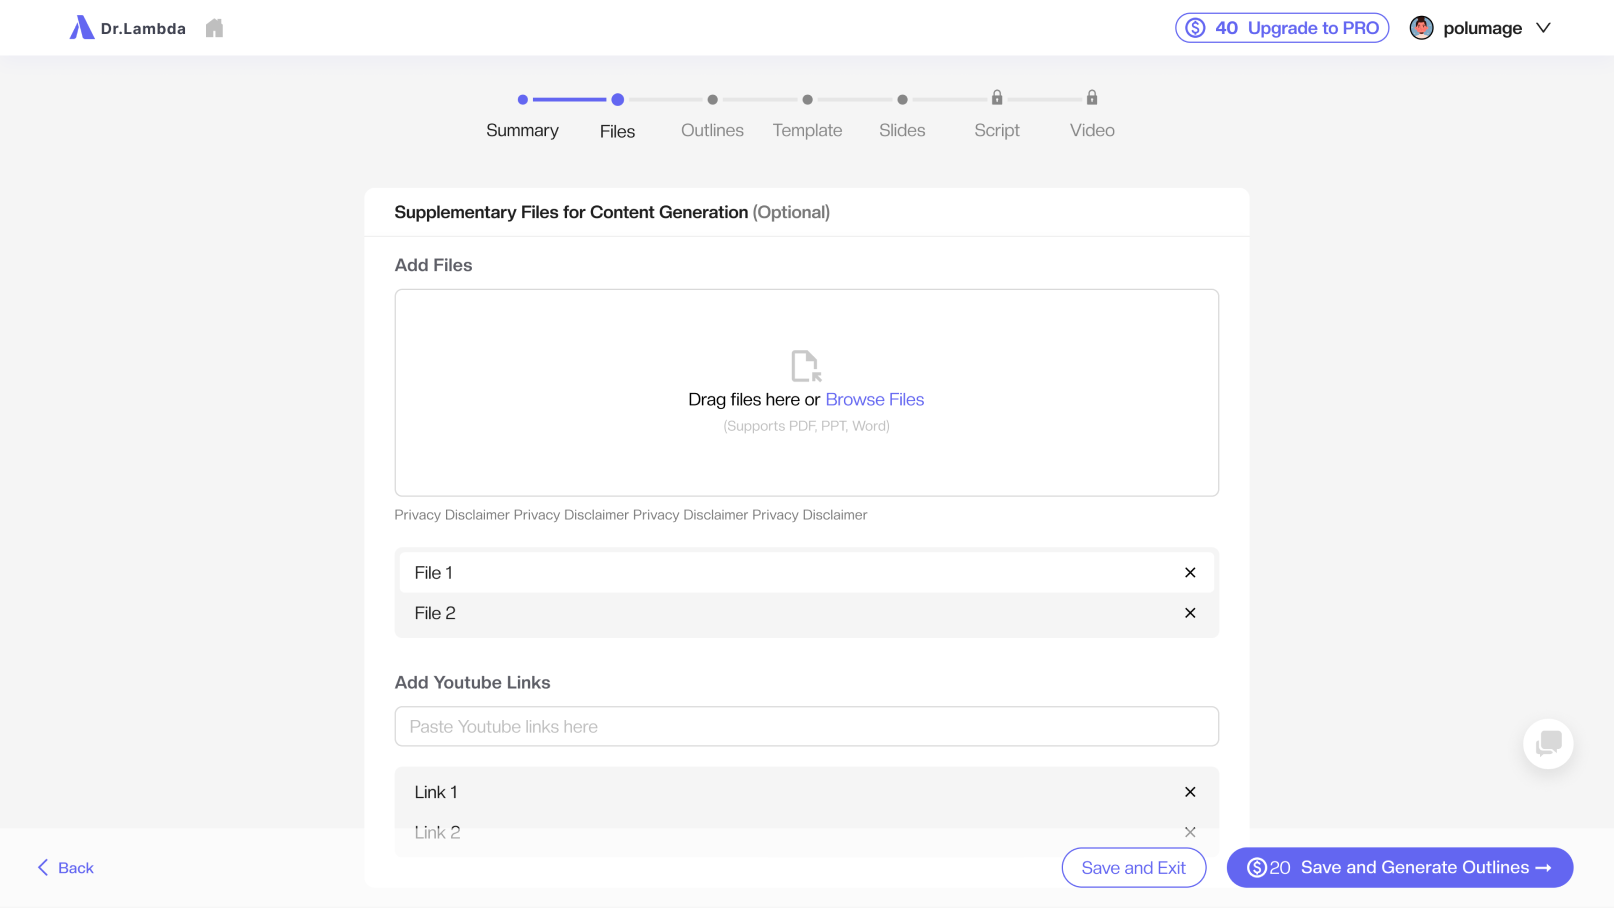 Dr.Lambda
40 Upgrade to PRO
polumage
Summary
Files
Outlines
Template
Slides
Script
Video
Supplementary Files for Content Generation (Optional)
Add Files
Drag files here or Browse Files
(Supports PDF, PPT, Word)
Privacy Disclaimer Privacy Disclaimer Privacy Disclaimer Privacy Disclaimer
File 1
File 2
Add Youtube Links
Paste Youtube links here
Link 1
Link 2
Back
Save and Exit
20 Save and Generate Outlines →